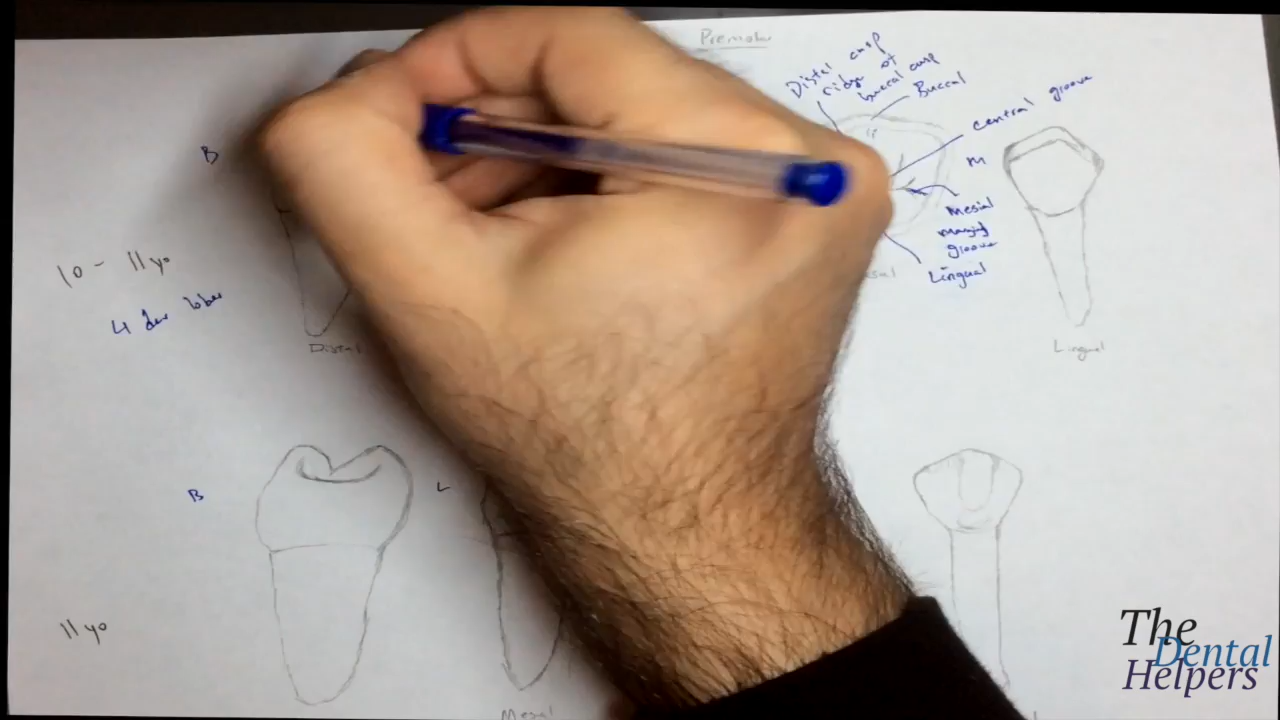 Premolar
Distal cusp
ridge of
buccal cusp
Buccal
central groove
B
M
Mesial
groove
Lingual
10 - 11 yo
4 dev lobes
Distal
Lingual
B
L
11 yo
Mesial
The
Dental
Helpers